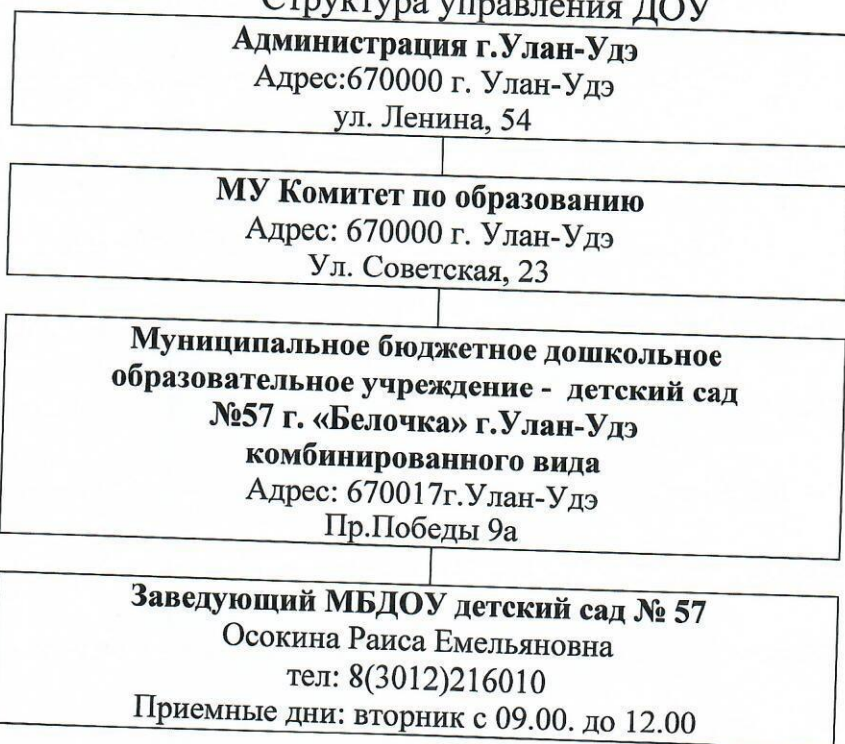 Структура управления ДОУ
Администрация г.Улан-Удэ
Адрес:670000 г. Улан-Удэ
ул. Ленина, 54
МУ Комитет по образованию
Адрес: 670000 г. Улан-Удэ
Ул. Советская, 23
Муниципальное бюджетное дошкольное
образовательное учреждение - детский сад
№57 г. «Белочка» г.Улан-Удэ
комбинированного вида
Адрес: 670017г.Улан-Удэ
Пр.Победы 9а
Заведующий МБДОУ детский сад № 57
Осокина Раиса Емельяновна
тел: 8(3012)216010
Приемные дни: вторник с 09.00. до 12.00